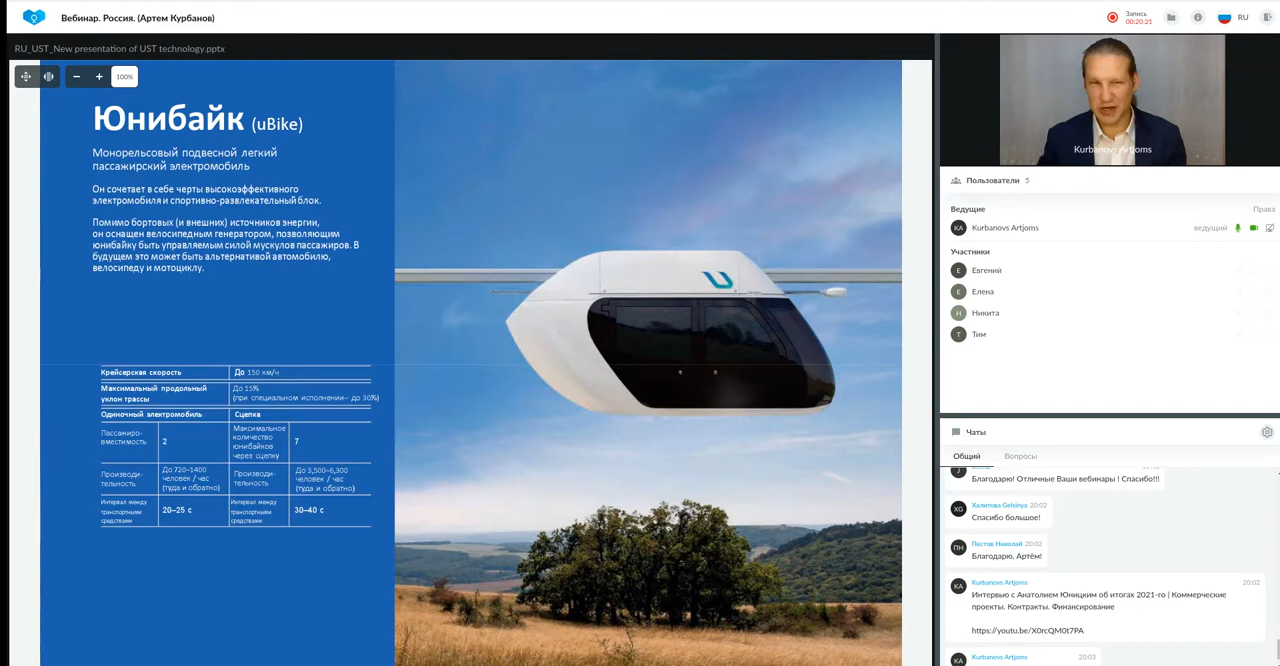 Вебинар. Россия. (Артем Курбанов)
Запись
00:20:21
RU
RU_UST_New presentation of UST technology.pptx
100%
Юнибайк (uBike)
Монорельсовый подвесной легкий
пассажирский электромобиль
Он сочетает в себе черты высокоэффективного
электромобиля и спортивно-развлекательный блок.
Помимо бортовых (и внешних) источников энергии,
он оснащен велосипедным генератором, позволяющим
юнибайку быть управляемым силой мускулов пассажиров. В
будущем это может быть альтернативой автомобилю,
велосипеду и мотоциклу.
Крейсерская скорость До 150 км/ч
Максимальный продольный
уклон трассы
До 15%
(при специальном исполнении– до 30%)
Одиночный электромобиль Сцепка
Пассажиро-
вместимость
2
Максимальное
количество
юнибайков
через сцепку
7
Производи-
тельность
До 720–1400
человек / час
(туда и обратно)
Производи-
тельность
До 3,500–6,300
человек / час
(туда и обратно)
Интервал между
транспортными
средствами
20–25 с
Интервал между
транспортными
средствами
30–40 с
Kurbanovs Artjoms
Пользователи 5
Ведущие Права
KA Kurbanovs Artjoms ведущий
Участники
Е Евгений
Е Елена
Н Никита
Т Тим
Чаты
Общий Вопросы
Благодарю! Отличные Ваши вебинары ! Спасибо!!!
XG Халитова Gelsinya 20:02
Спасибо большое!
ПН Пестов Николай 20:02
Благодарю, Артём!
KA Kurbanovs Artjoms 20:02
Интервью с Анатолием Юницким об итогах 2021-го | Коммерческие
проекты. Контракты. Финансирование
https://youtu.be/X0rcQM0t7PA
KA Kurbanovs Artjoms 20:03